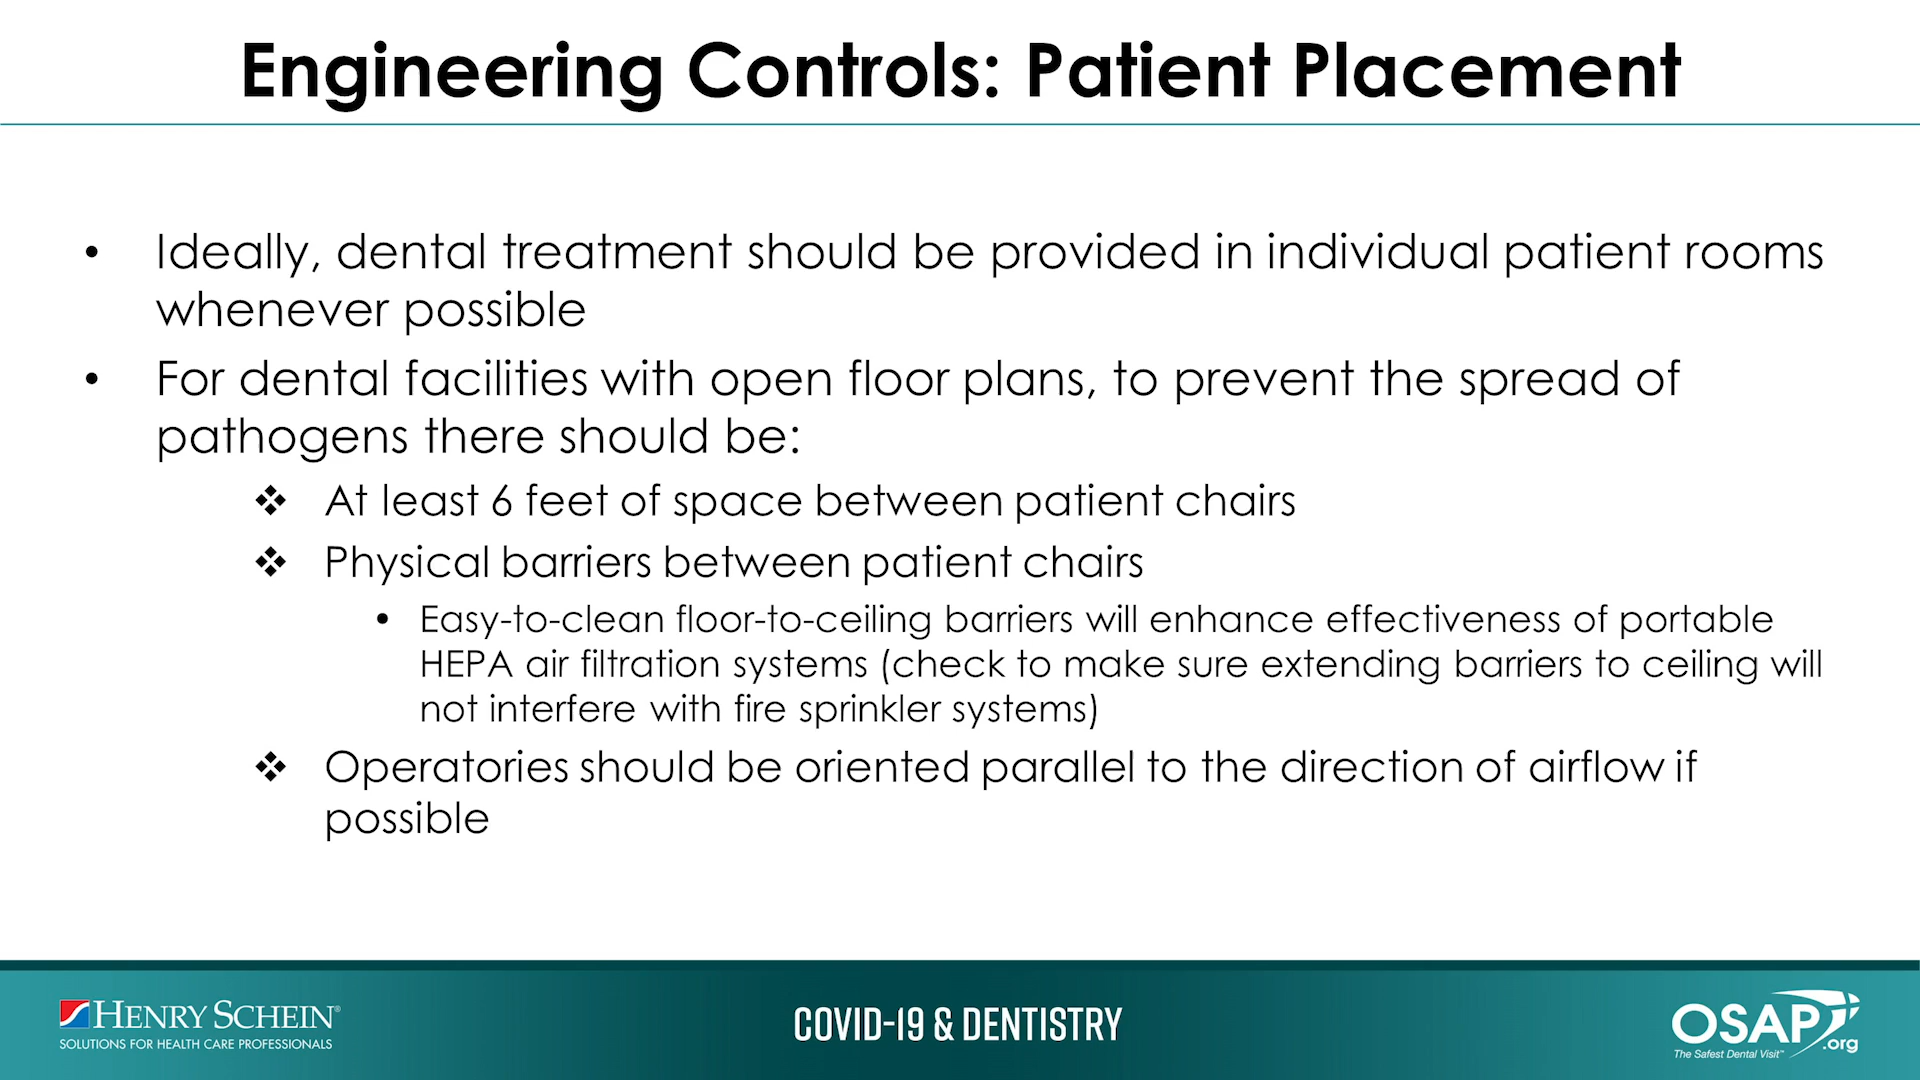 Engineering Controls: Patient Placement
• Ideally, dental treatment should be provided in individual patient rooms
whenever possible
• For dental facilities with open floor plans, to prevent the spread of
pathogens there should be:
❖ At least 6 feet of space between patient chairs
❖ Physical barriers between patient chairs
• Easy-to-clean floor-to-ceiling barriers will enhance effectiveness of portable
HEPA air filtration systems (check to make sure extending barriers to ceiling will
not interfere with fire sprinkler systems)
❖ Operatories should be oriented parallel to the direction of airflow if
possible
HENRY SCHEIN®
SOLUTIONS FOR HEALTH CARE PROFESSIONALS
COVID-19 & DENTISTRY
OSAP
.org
The Safest Dental Visit™